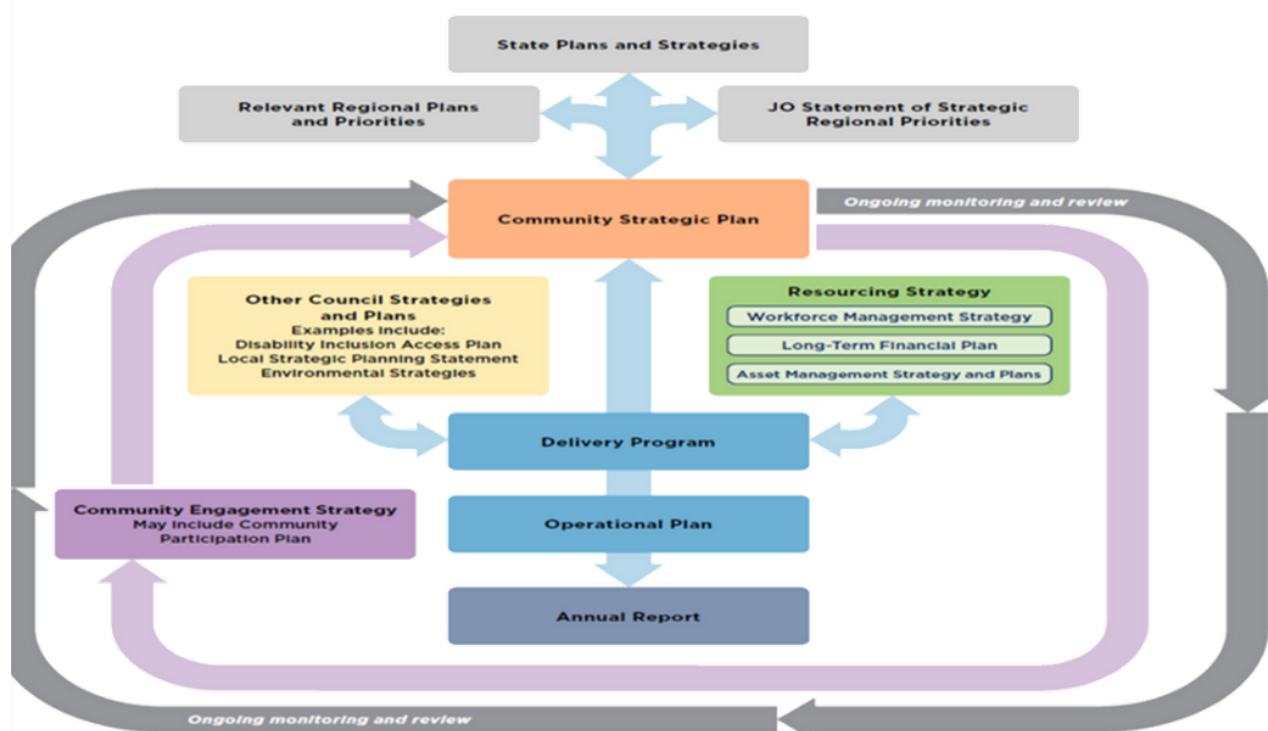 State Plans and Strategies
Relevant Regional Plans
and Priorities
JO Statement of Strategic
Regional Priorities
Community Strategic Plan
Ongoing monitoring and review
Other Council Strategies
and Plans
Examples Include:
Disability Inclusion Access Plan
Local Strategic Planning Statement
Environmental Strategies
Resourcing Strategy
Workforce Management Strategy
Long-Term Financial Plan
Asset Management Strategy and Plans
Delivery Program
Community Engagement Strategy
May Include Community
Participation Plan
Operational Plan
Annual Report
Ongoing monitoring and review